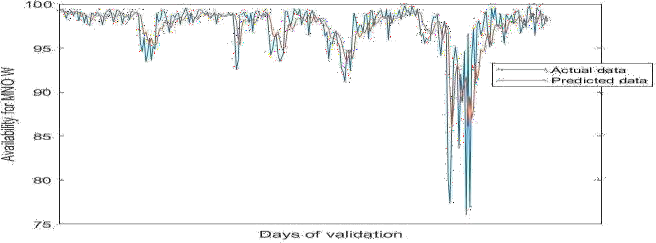 100
95
90
85
80
75
Availability for MNO W
Days of validation
Actual data
Predicted data